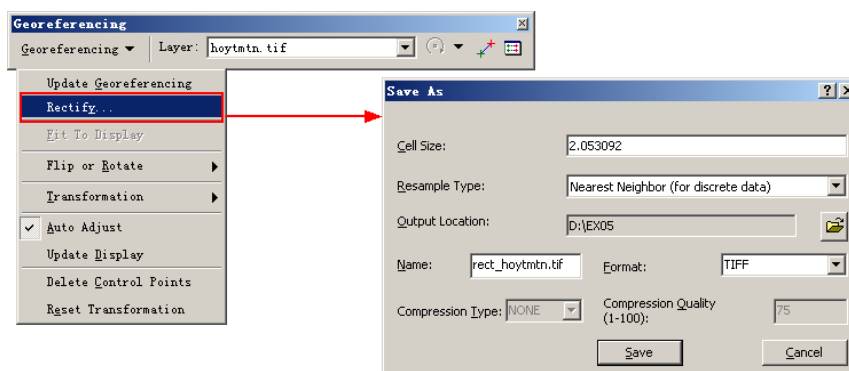 Georeferencing
Georeferencing Layer: hoytmtn.tif
Update Georeferencing
Rectify...
Fit To Display
Flip or Rotate
Transformation
Auto Adjust
Update Display
Delete Control Points
Reset Transformation
Save As
Cell Size: 2.053092
Resample Type: Nearest Neighbor (for discrete data)
Output Location: D:\EX05
Name: rect_hoytmtn.tif Format: TIFF
Compression Type: NONE Compression Quality (1-100): 75
Save Cancel